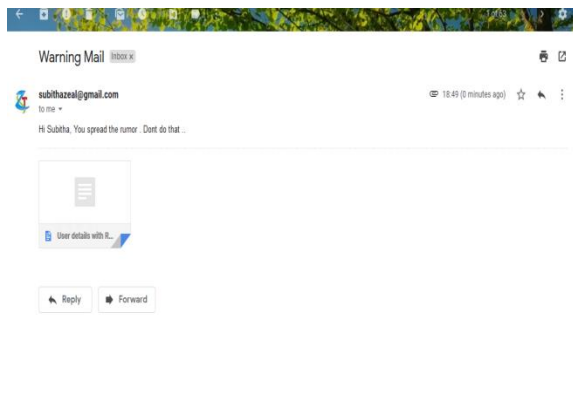 Warning Mail Inbox x
subithazeal@gmail.com 18:49 (0 minutes ago)
to me
Hi Subitha, You spread the rumor . Dont do that ..
User details with R...
Reply Forward